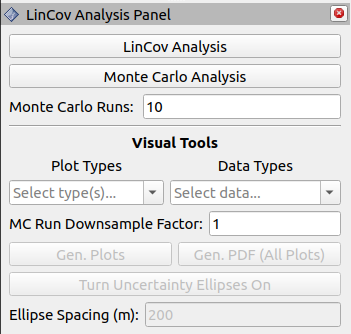 LinCov Analysis Panel
LinCov Analysis
Monte Carlo Analysis
Monte Carlo Runs: 10
Visual Tools
Plot Types Data Types
Select type(s)... Select data...
MC Run Downsample Factor: 1
Gen. Plots Gen. PDF (All Plots)
Turn Uncertainty Ellipses On
Ellipse Spacing (m): 200